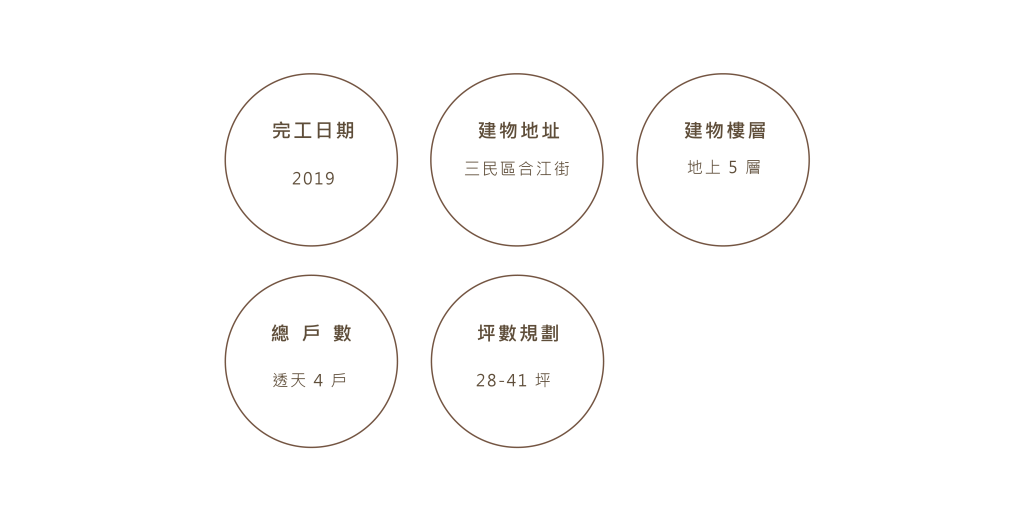 完工日期
2019
建物地址
三民區合江街
建物樓層
地上 5 層
總 戶 數
透天 4 戶
坪數規劃
28-41 坪